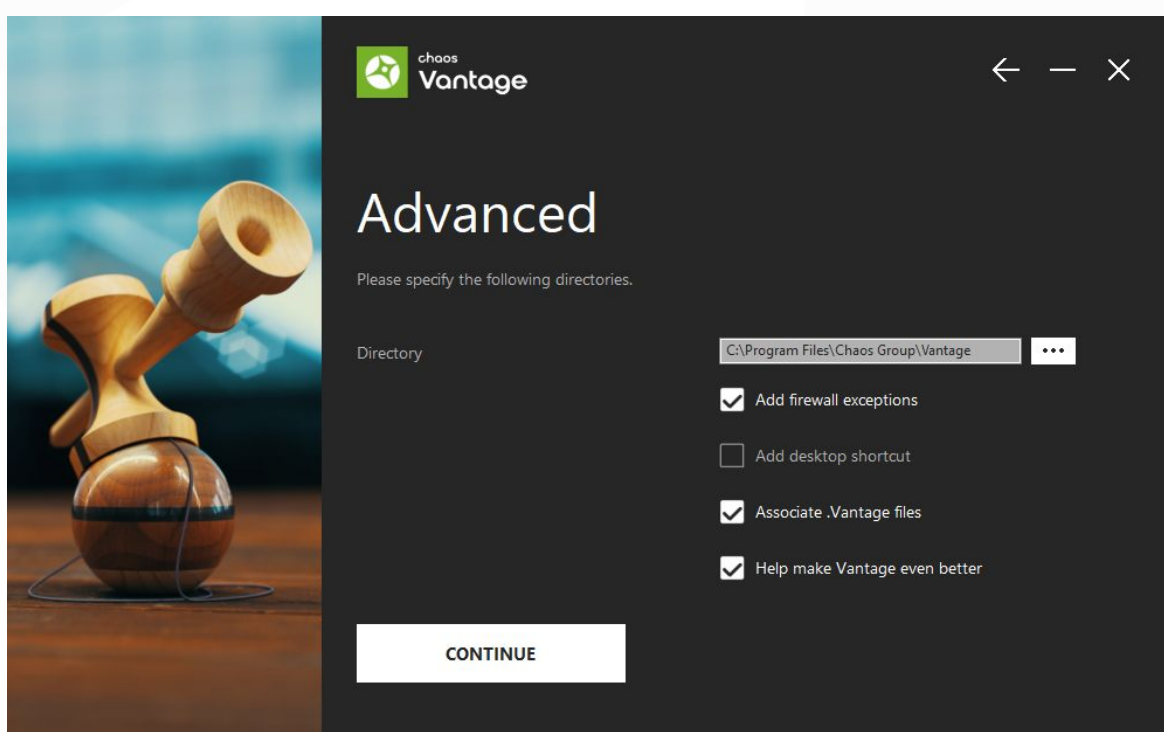 chaos
Vantage
Advanced
Please specify the following directories.
Directory
C:\Program Files\Chaos Group\Vantage
Add firewall exceptions
Add desktop shortcut
Associate .Vantage files
Help make Vantage even better
CONTINUE